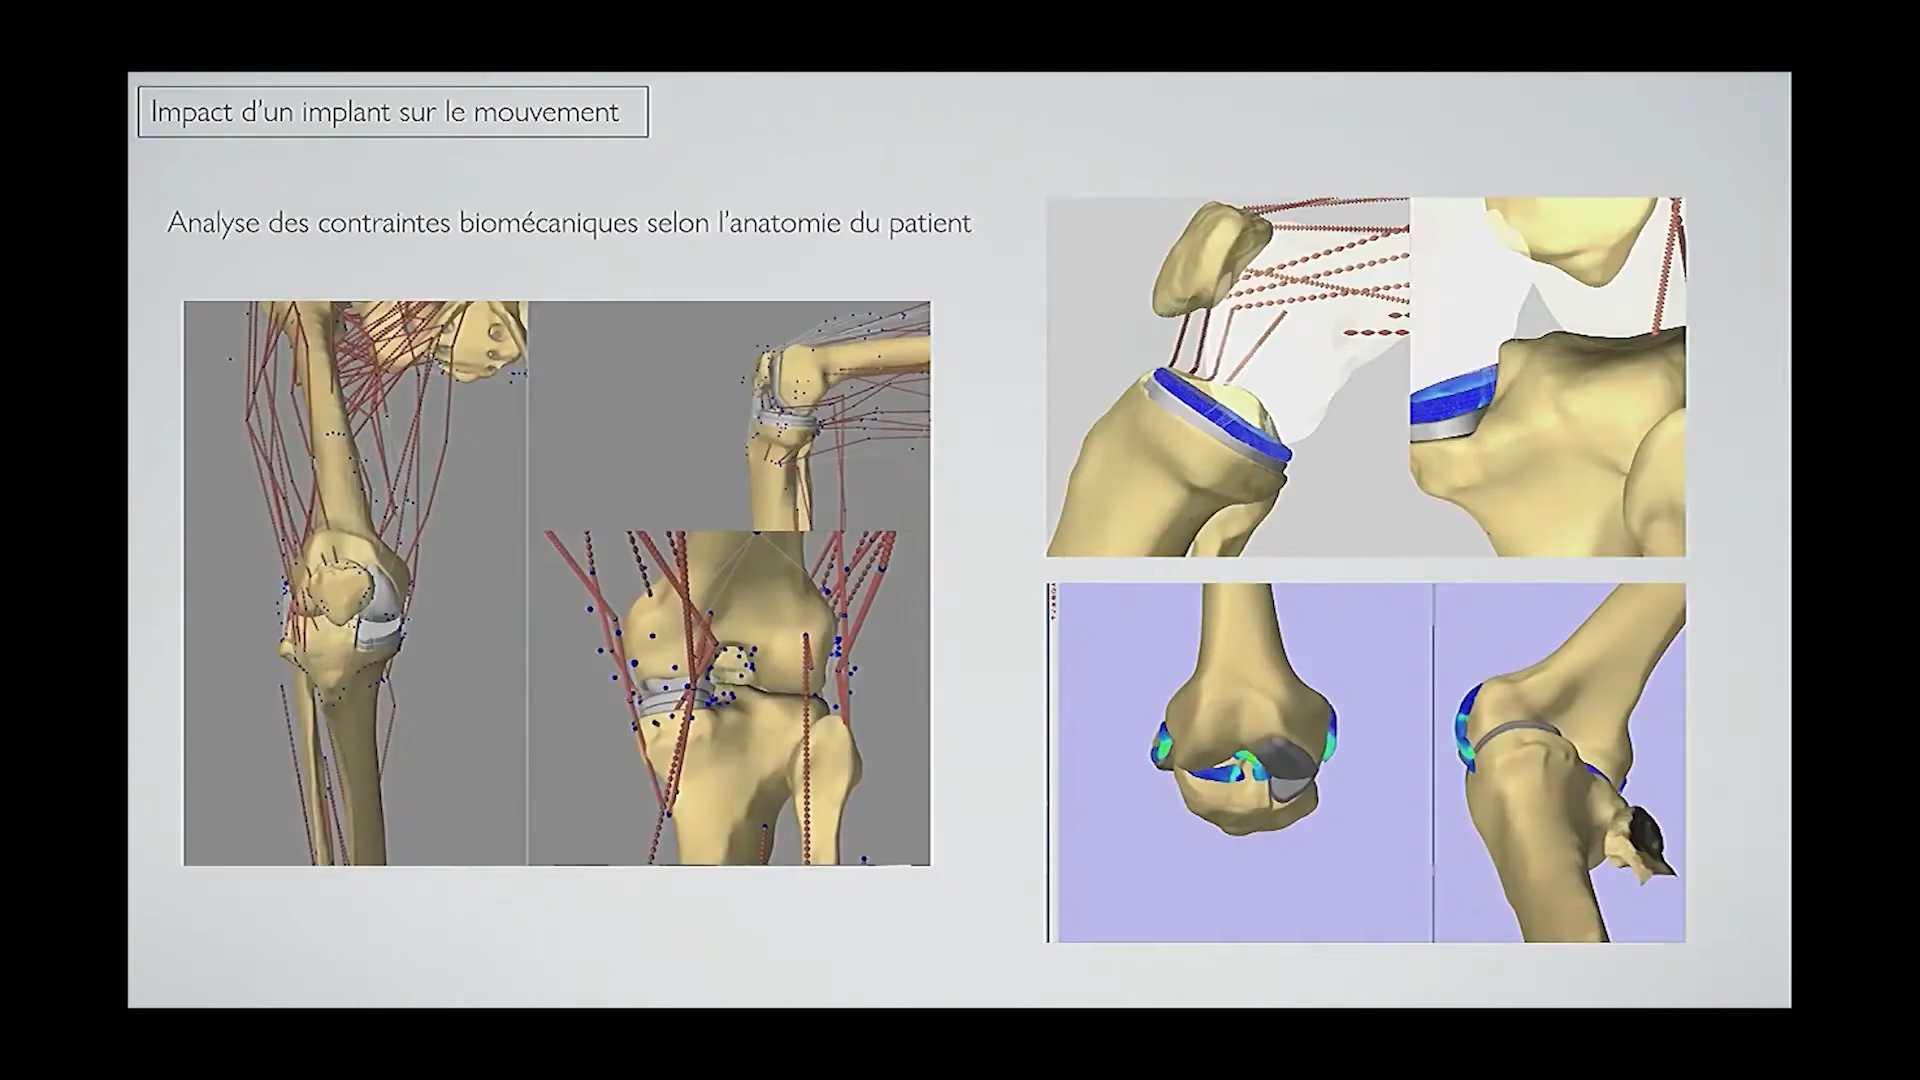 Impact d'un implant sur le mouvement
Analyse des contraintes biomécaniques selon l'anatomie du patient